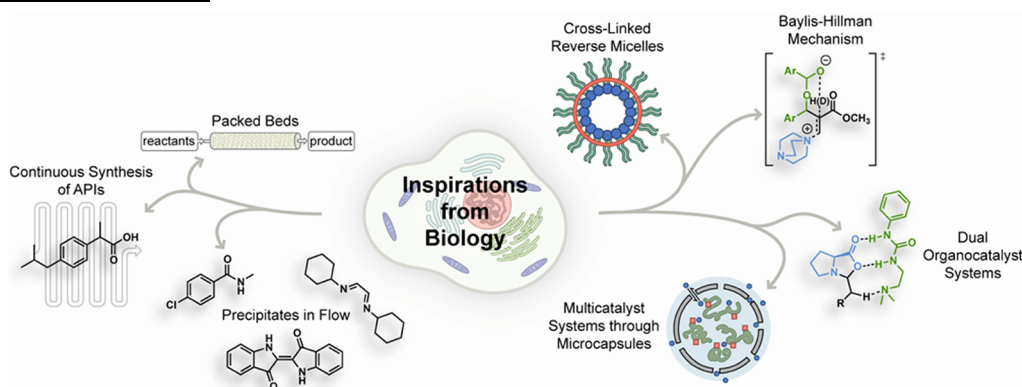 Cross-Linked
Reverse Micelles
Baylis-Hillman
Mechanism
Ar
O
⊖
‡
O
H(D)
O
Ar
OCH₃
⊕
N
N
Packed Beds
reactants
product
Continuous Synthesis
of APIs
OH
O
Inspirations
from
Biology
O
N
H
Cl
N
N
Precipitates in Flow
H
N
O
O
N
H
Multicatalyst
Systems through
Microcapsules
O
H
N
O
O
H
N
N
R
H
N
Dual
Organocatalyst
Systems